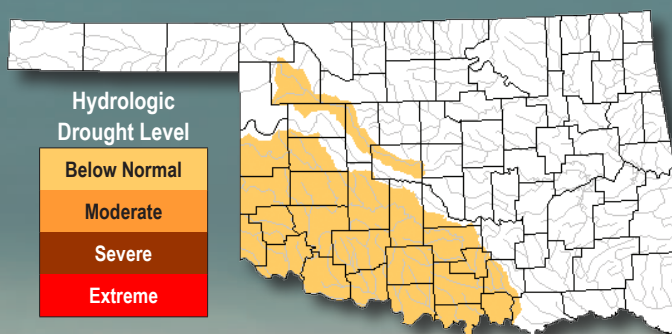 Hydrologic
Drought Level
Below Normal
Moderate
Severe
Extreme